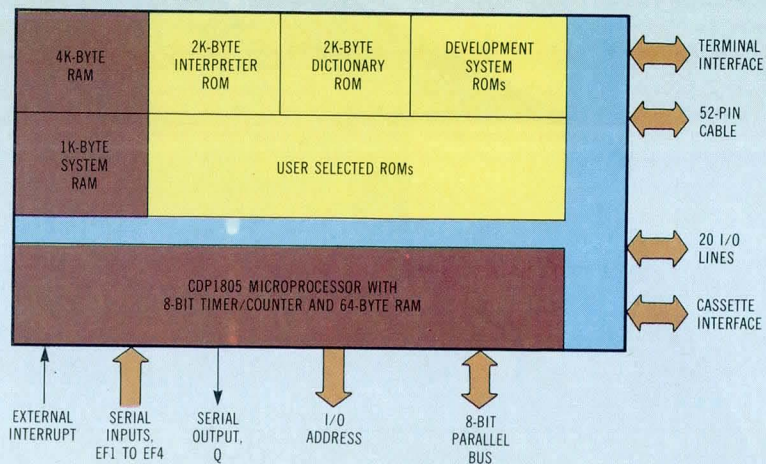 4K-BYTE
RAM
2K-BYTE
INTERPRETER
ROM
2K-BYTE
DICTIONARY
ROM
DEVELOPMENT
SYSTEM
ROMs
TERMINAL
INTERFACE
52-PIN
CABLE
1K-BYTE
SYSTEM
RAM
USER SELECTED ROMs
20 I/O
LINES
CDP1805 MICROPROCESSOR WITH
8-BIT TIMER/COUNTER AND 64-BYTE RAM
CASSETTE
INTERFACE
EXTERNAL
INTERRUPT
SERIAL
INPUTS,
EF1 TO EF4
SERIAL
OUTPUT,
Q
I/O
ADDRESS
8-BIT
PARALLEL
BUS